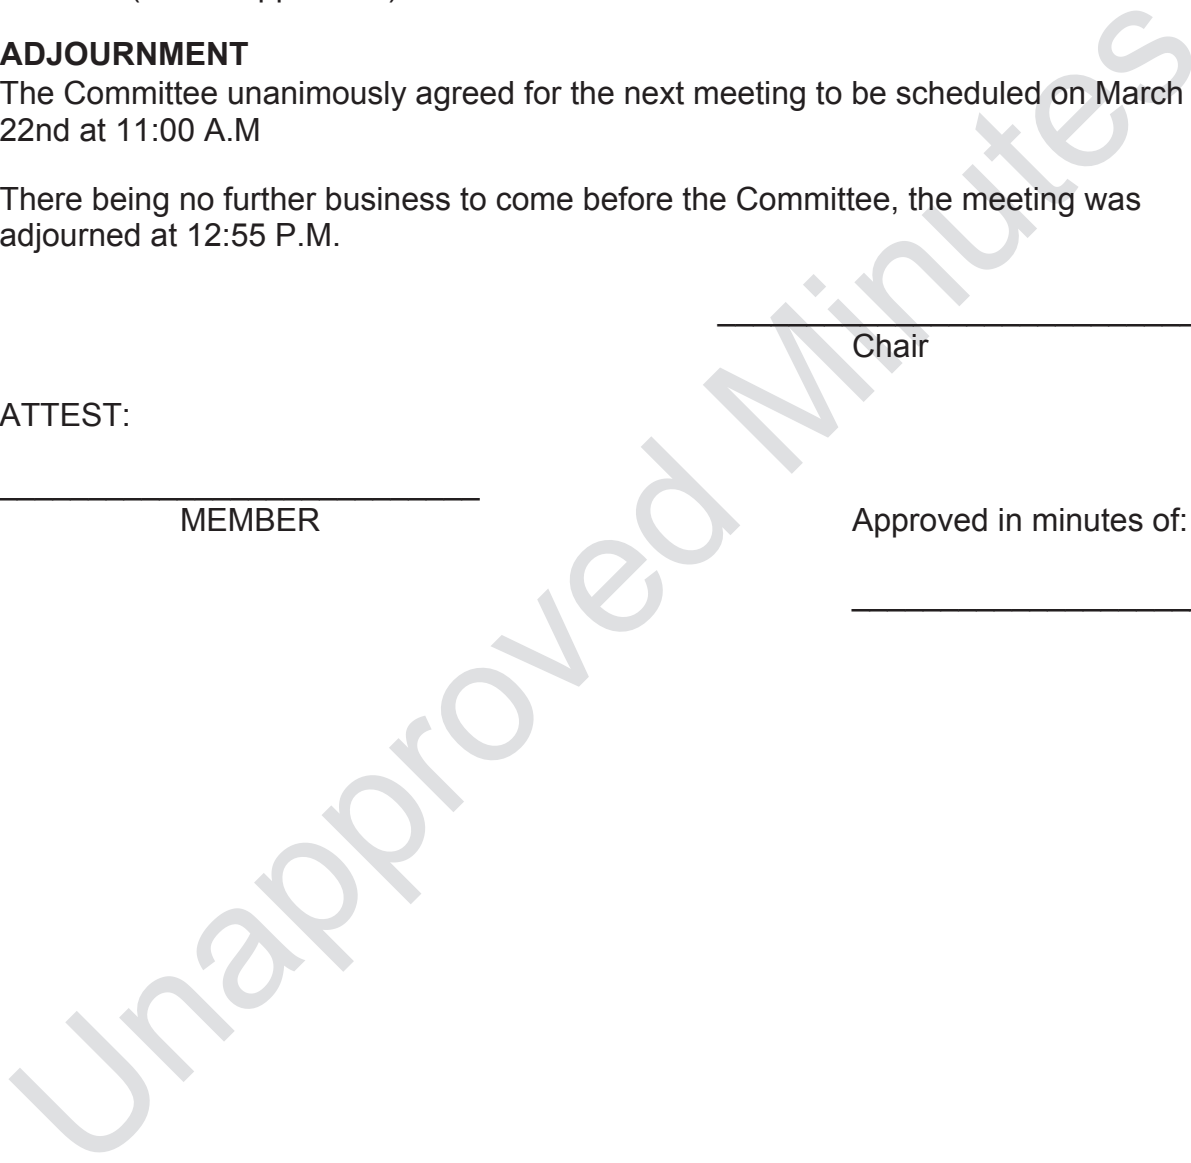 ADJOURNMENT
The Committee unanimously agreed for the next meeting to be scheduled on March
22nd at 11:00 A.M
There being no further business to come before the Committee, the meeting was
adjourned at 12:55 P.M.
Chair
ATTEST:
MEMBER
Approved in minutes of:
Unapproved Minutes